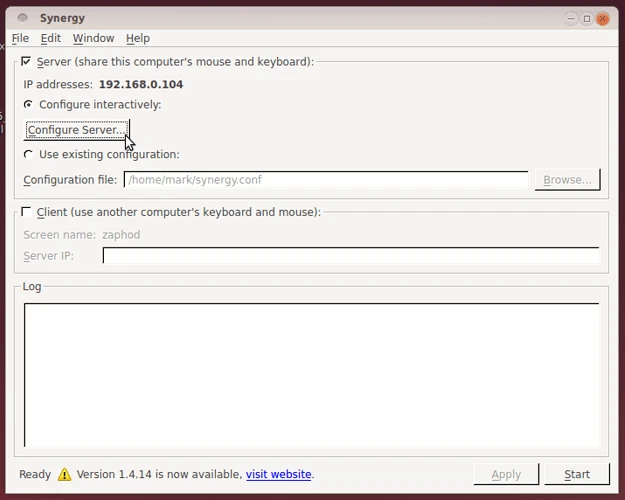 Synergy
File Edit Window Help
Server (share this computer's mouse and keyboard):
IP addresses: 192.168.0.104
Configure interactively:
Configure Server...
Use existing configuration:
Configuration file: /home/mark/synergy.conf Browse...
Client (use another computer's keyboard and mouse):
Screen name: zaphod
Server IP:
Log
Ready Version 1.4.14 is now available, visit website. Apply Start